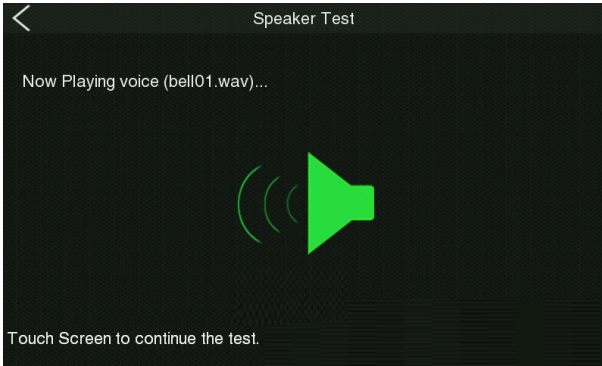 Speaker Test
Now Playing voice (bell01.wav)...
Touch Screen to continue the test.